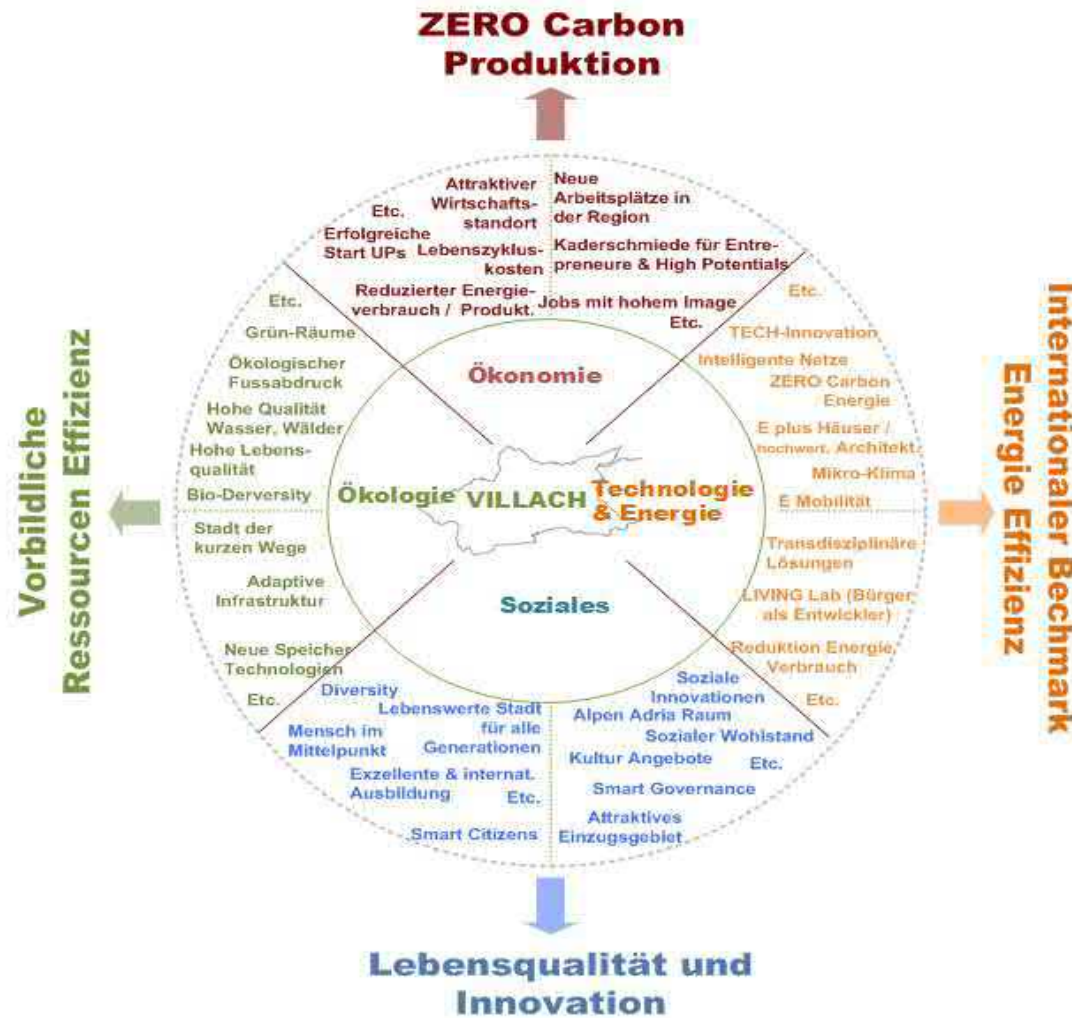 ZERO Carbon
Produktion
Attraktiver
Wirtschafts-
standort
Etc.
Erfolgreiche
Start UPs
Lebenszyklus-
kosten
Reduzierter Energie-
verbrauch / Produkt.
Neue
Arbeitsplätze in
der Region
Kaderschmiede für Entre-
preneure & High Potentials
Jobs mit hohem Image
Etc.
Etc.
Grün-Räume
Ökologischer
Fussabdruck
Hohe Qualität
Wasser, Wälder
Hohe Lebens-
qualität
Bio-Derversity
Stadt der
kurzen Wege
Adaptive
Infrastruktur
Neue Speicher
Technologien
Etc.
Vorbildliche
Ressourcen Effizienz
Ökonomie
Ökologie
VILLACH
Technologie
& Energie
Soziales
Etc.
TECH-Innovation
Intelligente Netze
ZERO Carbon
Energie
E plus Häuser /
hochwert. Architekt.
Mikro-Klima
E Mobilität
Transdisziplinäre
Lösungen
LIVING Lab (Bürger
als Entwickler)
Reduktion Energie,
Verbrauch
Etc.
Internationaler Bechmark
Energie Effizienz
Diversity
Lebenswerte Stadt
für alle
Generationen
Mensch im
Mittelpunkt
Exzellente & internat.
Ausbildung
Etc.
Smart Citizens
Soziale
Innovationen
Alpen Adria Raum
Sozialer Wohlstand
Kultur Angebote
Etc.
Smart Governance
Attraktives
Einzugsgebiet
Lebensqualität und
Innovation